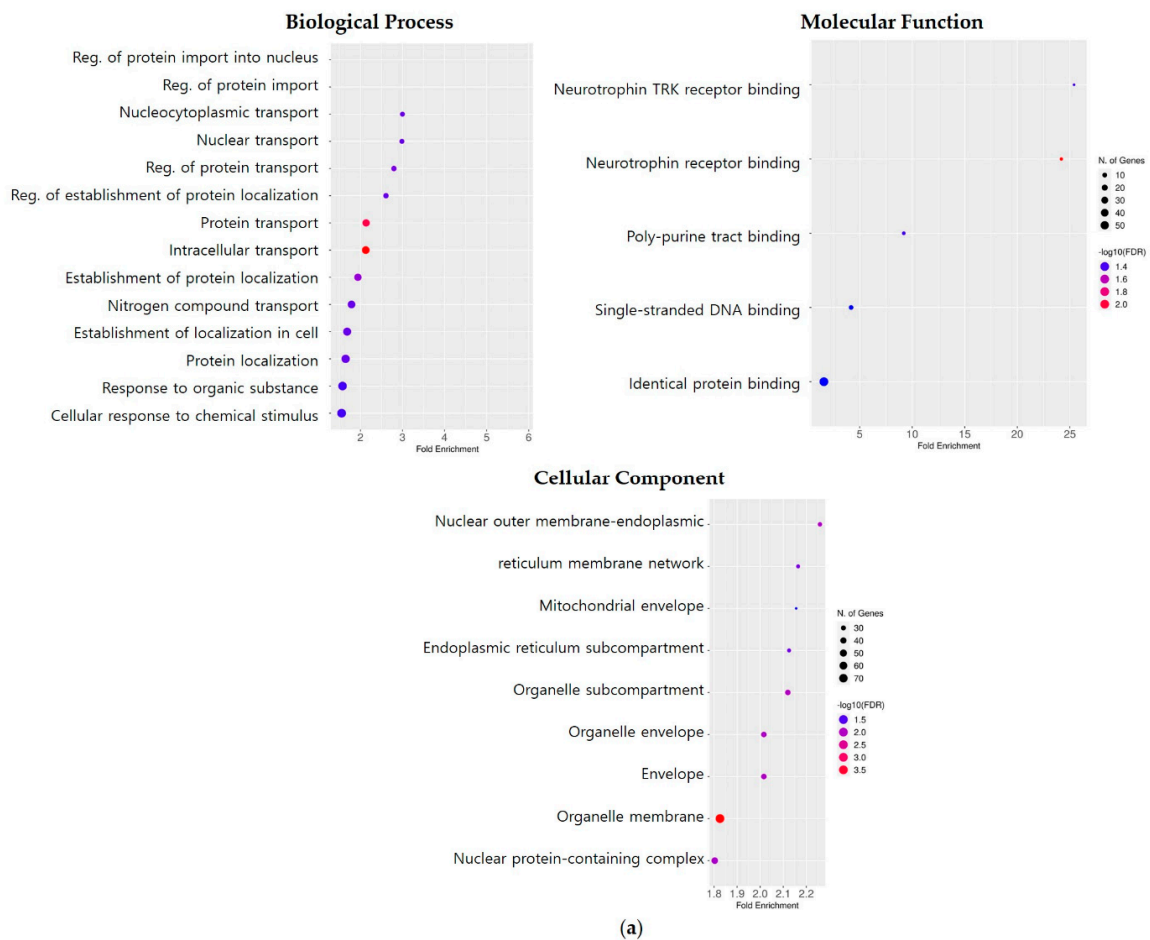 Biological Process
Reg. of protein import into nucleus
Reg. of protein import
Nucleocytoplasmic transport
Nuclear transport
Reg. of protein transport
Reg. of establishment of protein localization
Protein transport
Intracellular transport
Establishment of protein localization
Nitrogen compound transport
Establishment of localization in cell
Protein localization
Response to organic substance
Cellular response to chemical stimulus
2 3 4 5 6
Fold Enrichment
Molecular Function
Neurotrophin TRK receptor binding
Neurotrophin receptor binding
Poly-purine tract binding
Single-stranded DNA binding
Identical protein binding
5 10 15 20 25
Fold Enrichment
N. of Genes
10
20
30
40
50
-log10(FDR)
1.4
1.6
1.8
2.0
Cellular Component
Nuclear outer membrane-endoplasmic
reticulum membrane network
Mitochondrial envelope
Endoplasmic reticulum subcompartment
Organelle subcompartment
Organelle envelope
Envelope
Organelle membrane
Nuclear protein-containing complex
1.8 1.9 2.0 2.1 2.2
Fold Enrichment
N. of Genes
30
40
50
60
70
-log10(FDR)
1.5
2.0
2.5
3.0
3.5
(a)